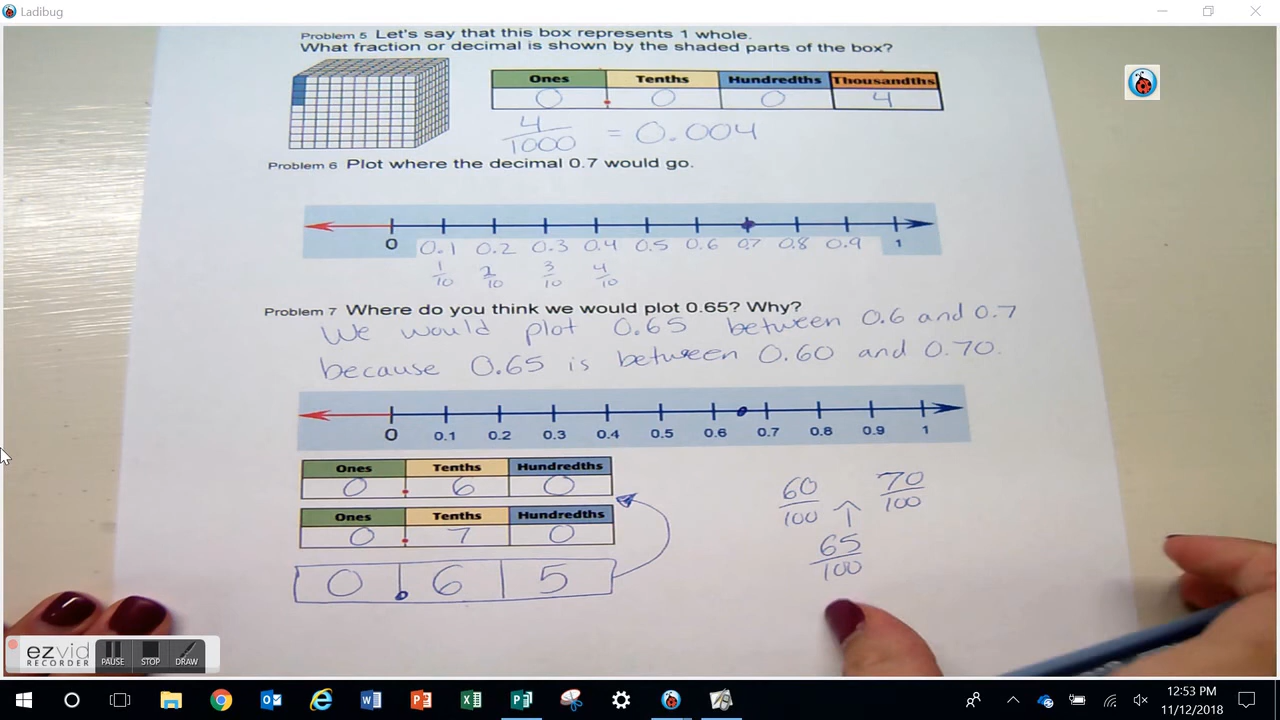 Ladibug
Problem 5 Let's say that this box represents 1 whole.
What fraction or decimal is shown by the shaded parts of the box?
Ones Tenths Hundredths Thousandths
0 . 0 0 4
4/1000 = 0.004
Problem 6 Plot where the decimal 0.7 would go.
0 0.1 0.2 0.3 0.4 0.5 0.6 0.7 0.8 0.9 1
1/10 2/10 3/10 4/10
Problem 7 Where do you think we would plot 0.65? Why?
We would plot 0.65 between 0.6 and 0.7
because 0.65 is between 0.60 and 0.70.
0 0.1 0.2 0.3 0.4 0.5 0.6 0.7 0.8 0.9 1
Ones Tenths Hundredths
0 . 6 0
Ones Tenths Hundredths
0 . 7 0
0 . 6 5
60/100 70/100
65/100
ezvid
RECORDER
PAUSE STOP DRAW
12:53 PM
11/12/2018